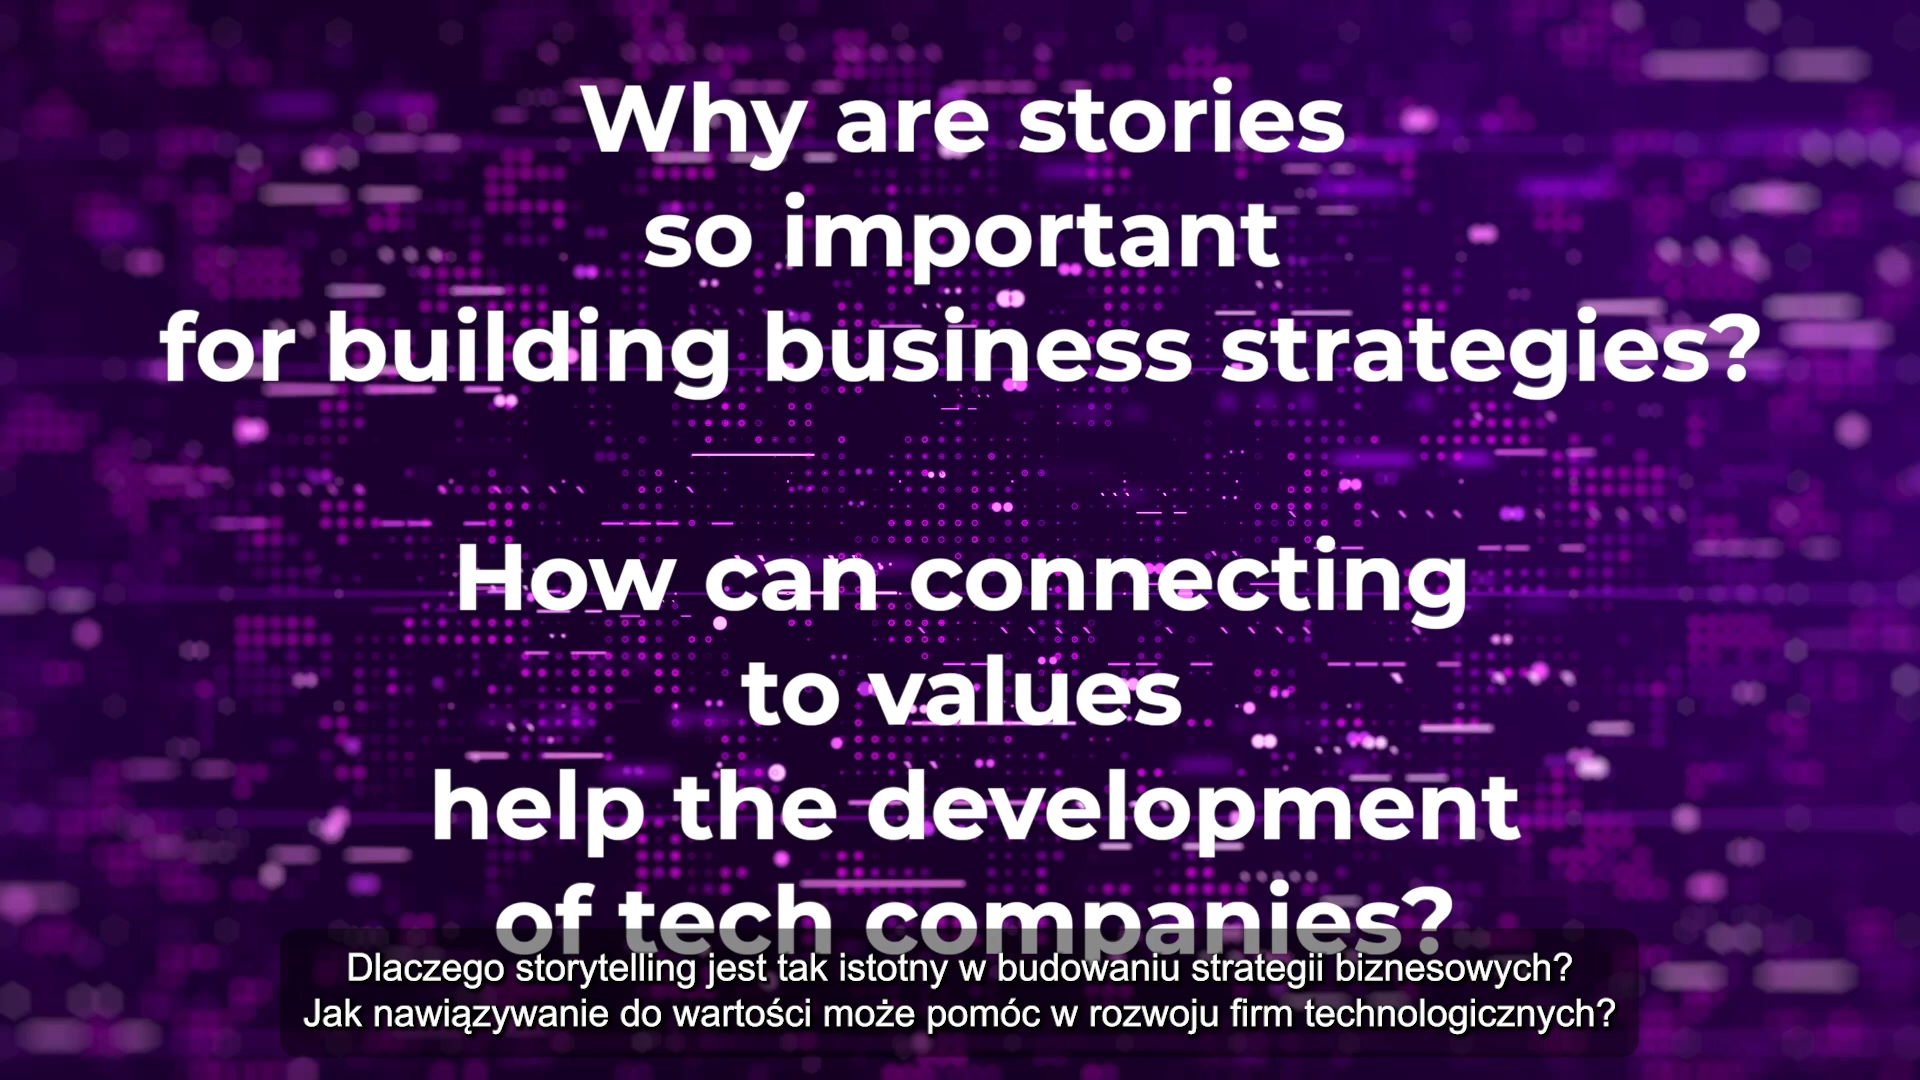 Why are stories
so important
for building business strategies?
How can connecting
to values
help the development
of tech companies?
Dlaczego storytelling jest tak istotny w budowaniu strategii biznesowych?
Jak nawiązywanie do wartości może pomóc w rozwoju firm technologicznych?